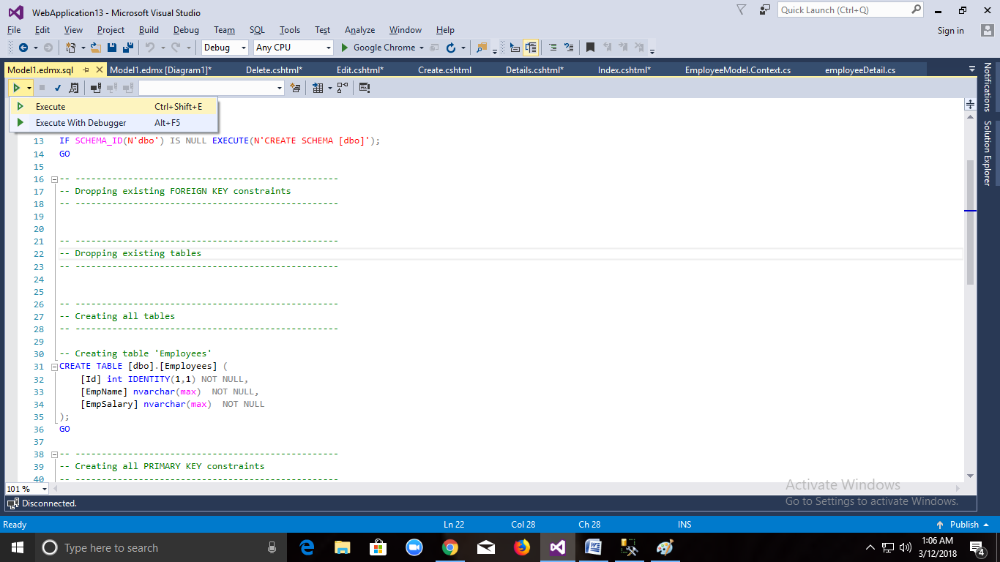 WebApplication13 - Microsoft Visual Studio
Quick Launch (Ctrl+Q)
File Edit View Project Build Debug Team SQL Tools Test Analyze Window Help
Sign in
Debug Any CPU Google Chrome
Model1.edmx.sql Model1.edmx [Diagram1]* Delete.cshtml* Edit.cshtml* Create.cshtml Details.cshtml* Index.cshtml* EmployeeModel.Context.cs employeeDetail.cs
Notifications
Solution Explorer
Execute Ctrl+Shift+E
Execute With Debugger Alt+F5
13 IF SCHEMA_ID(N'dbo') IS NULL EXECUTE(N'CREATE SCHEMA [dbo]');
14 GO
15
16 -- --------------------------------------------------
17 -- Dropping existing FOREIGN KEY constraints
18 -- --------------------------------------------------
19
20
21 -- --------------------------------------------------
22 -- Dropping existing tables
23 -- --------------------------------------------------
24
25
26 -- --------------------------------------------------
27 -- Creating all tables
28 -- --------------------------------------------------
29
30 -- Creating table 'Employees'
31 CREATE TABLE [dbo].[Employees] (
32 [Id] int IDENTITY(1,1) NOT NULL,
33 [EmpName] nvarchar(max)  NOT NULL,
34 [EmpSalary] nvarchar(max)  NOT NULL
35 );
36 GO
37
38 -- --------------------------------------------------
39 -- Creating all PRIMARY KEY constraints
40 -- --------------------------------------------------
101 %
Activate Windows
Go to Settings to activate Windows.
Disconnected.
Ready Ln 22 Col 28 Ch 28 INS Publish
Type here to search
1:06 AM
3/12/2018
4